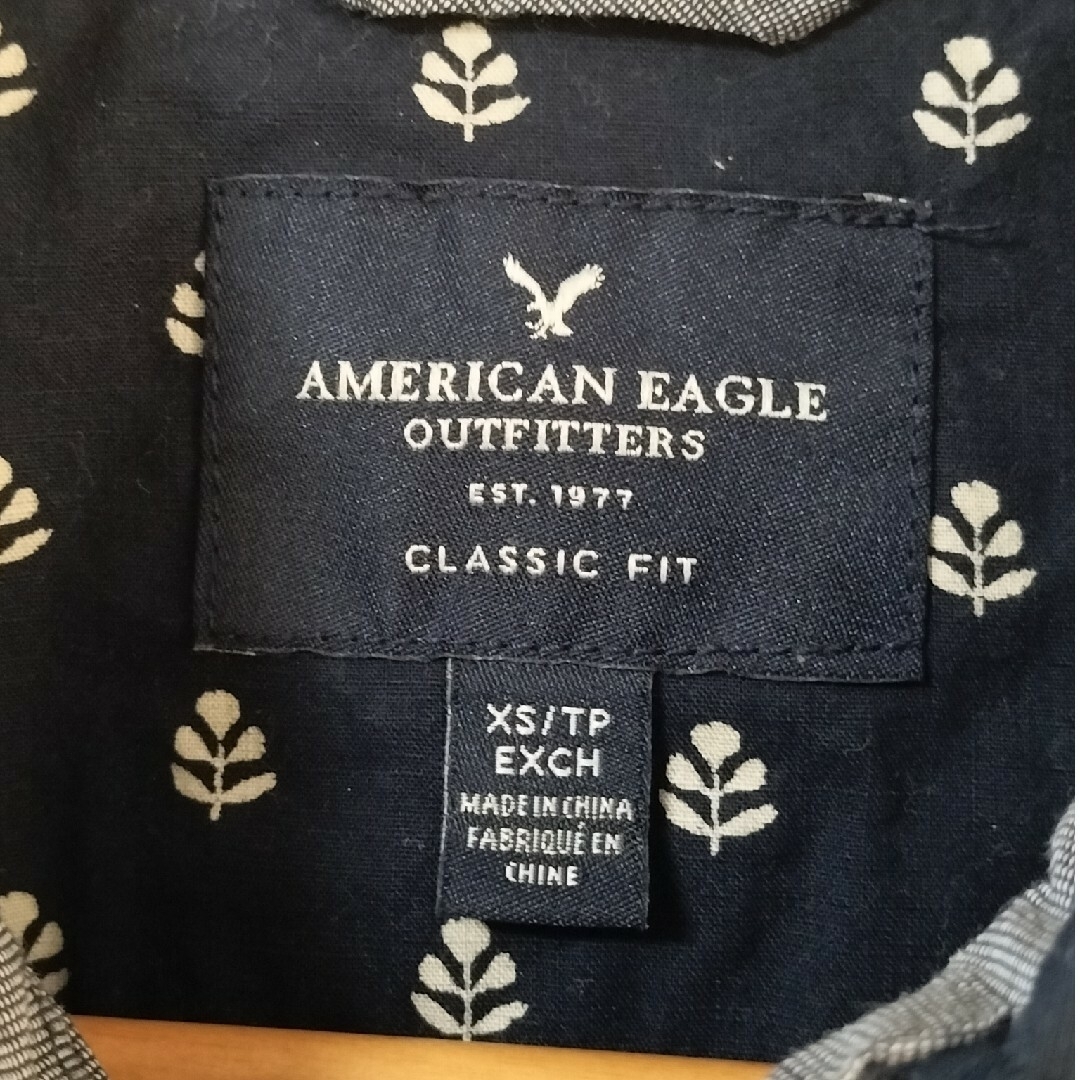 AMERICAN EAGLE
OUTFITTERS
EST. 1977
CLASSIC FIT
XS/TP
EXCH
MADE IN CHINA
FABRIQUÉ EN
CHINE